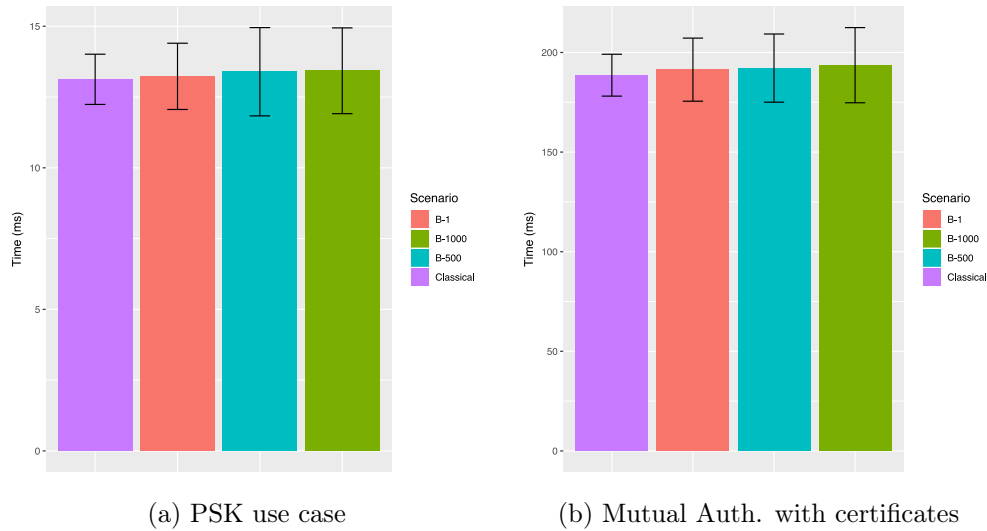 15
10
5
0
Time (ms)
Scenario
B-1
B-1000
B-500
Classical
(a) PSK use case
200
150
100
50
0
Time (ms)
Scenario
B-1
B-1000
B-500
Classical
(b) Mutual Auth. with certificates